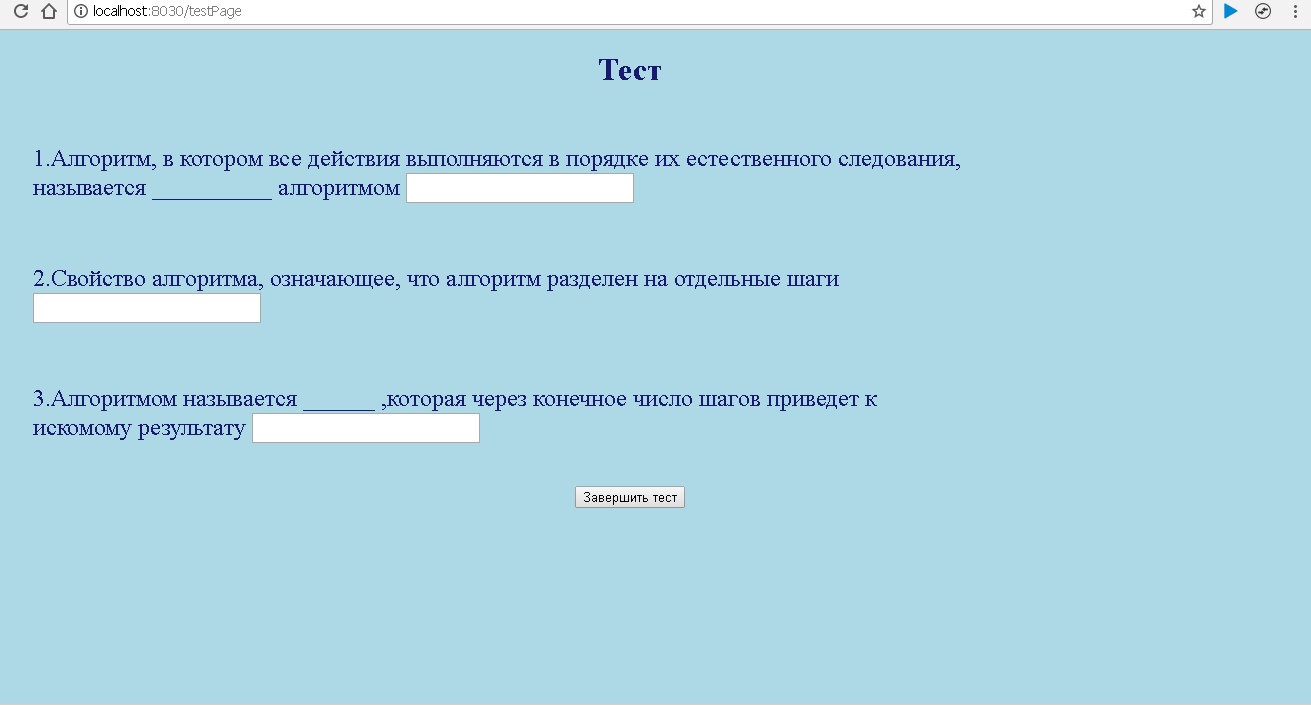 localhost:8030/testPage
Тест
1.Алгоритм, в котором все действия выполняются в порядке их естественного следования,
называется __________ алгоритмом
2.Свойство алгоритма, означающее, что алгоритм разделен на отдельные шаги
3.Алгоритмом называется ______ ,которая через конечное число шагов приведет к
искомому результату
Завершить тест